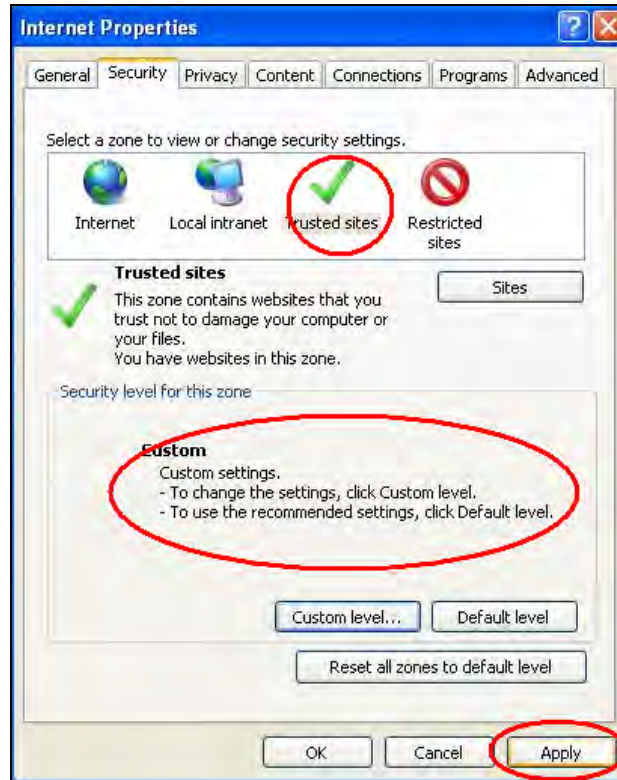 Internet Properties
General Security Privacy Content Connections Programs Advanced
Select a zone to view or change security settings.
Internet Local intranet Trusted sites Restricted sites
Trusted sites
Sites
This zone contains websites that you
trust not to damage your computer or
your files.
You have websites in this zone.
Security level for this zone
Custom
Custom settings.
- To change the settings, click Custom level.
- To use the recommended settings, click Default level.
Custom level... Default level
Reset all zones to default level
OK Cancel Apply